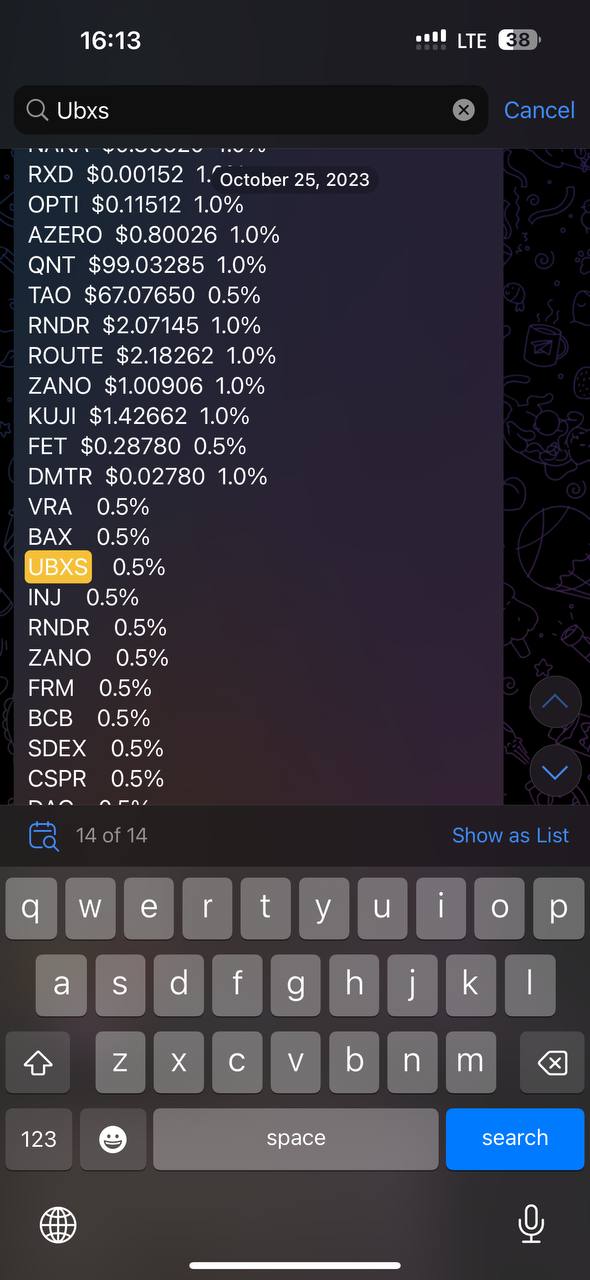 16:13
LTE
38
Ubxs
Cancel
RXD $0.00152
October 25, 2023
OPTI $0.11512 1.0%
AZERO $0.80026 1.0%
QNT $99.03285 1.0%
TAO $67.07650 0.5%
RNDR $2.07145 1.0%
ROUTE $2.18262 1.0%
ZANO $1.00906 1.0%
KUJI $1.42662 1.0%
FET $0.28780 0.5%
DMTR $0.02780 1.0%
VRA 0.5%
BAX 0.5%
UBXS 0.5%
INJ 0.5%
RNDR 0.5%
ZANO 0.5%
FRM 0.5%
BCB 0.5%
SDEX 0.5%
CSPR 0.5%
14 of 14
Show as List
q w e r t y u i o p
a s d f g h j k l
z x c v b n m
123
space
search